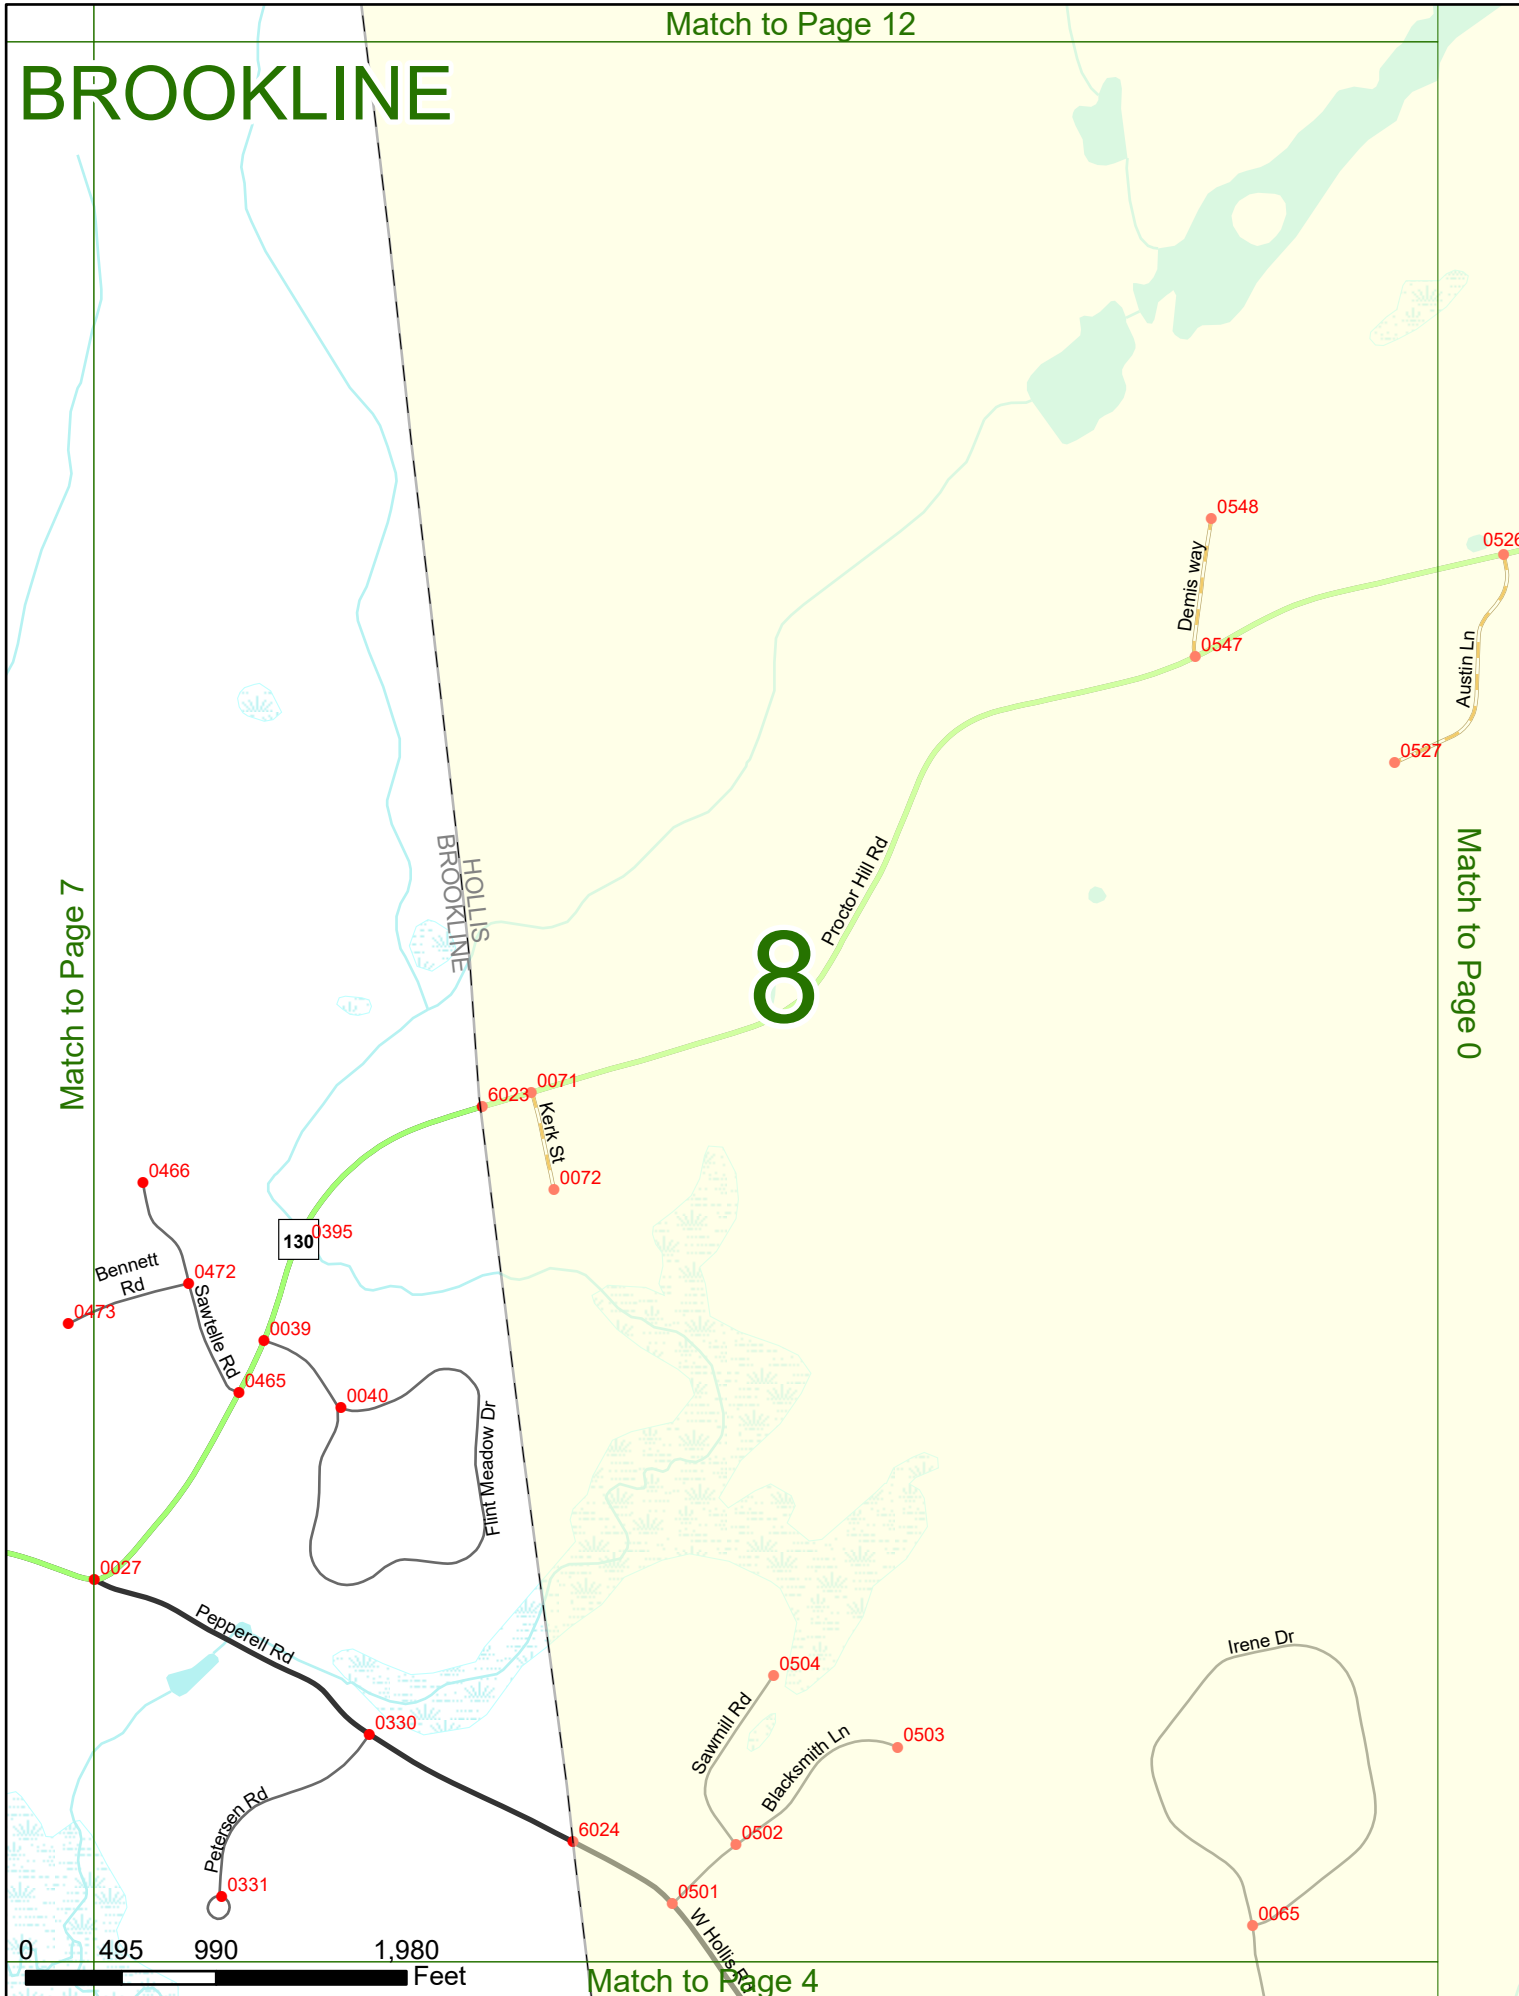 Match to Page 12
BROOKLINE
0548
0526
Demis way
0547
Austin Ln
0527
Match to Page 7
HOLLIS
BROOKLINE
Proctor Hill Rd
8
Match to Page 0
6023
0071
Kerk St
0072
0466
130
0395
Bennett
Rd
0472
0473
Sawtelle Rd
0039
0465
0040
Flint Meadow Dr
0027
Pepperell Rd
0330
Petersen Rd
0331
0504
Sawmill Rd
Blacksmith Ln
0503
Irene Dr
6024
0502
0501
W Hollis Rd
0065
0 495 990 1,980
Feet
Match to Page 4